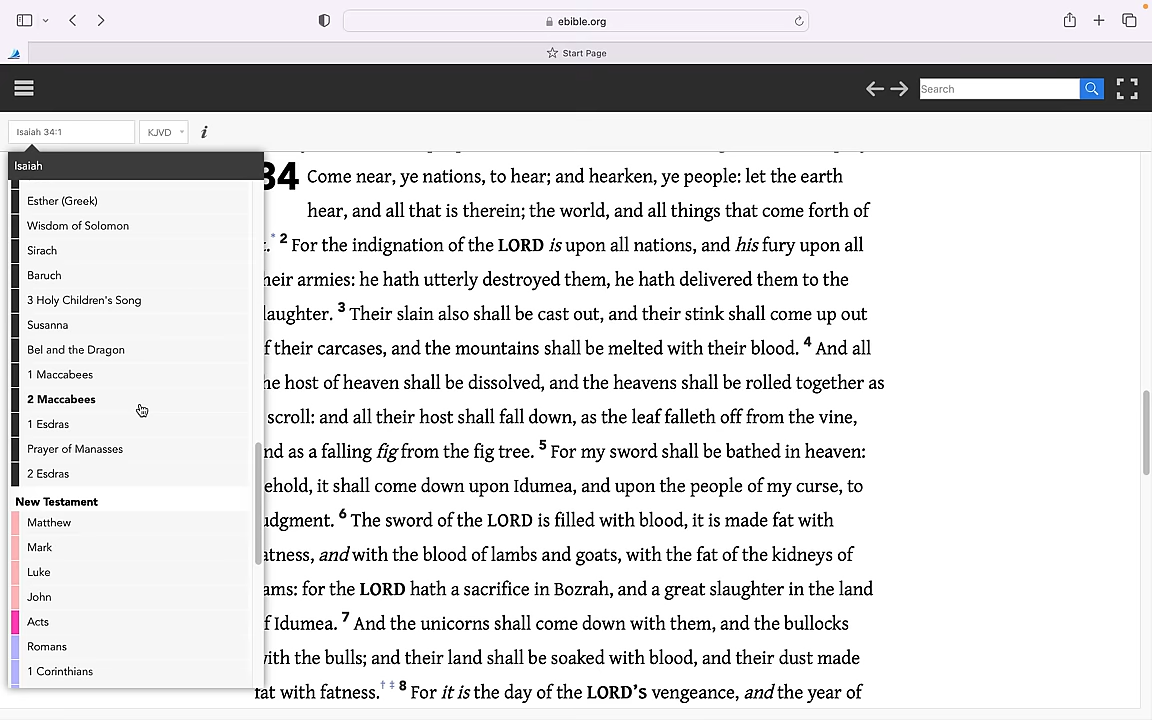 ebible.org
Start Page
Search
Isaiah 34:1
KJVD
i
Isaiah
Esther (Greek)
Wisdom of Solomon
Sirach
Baruch
3 Holy Children's Song
Susanna
Bel and the Dragon
1 Maccabees
2 Maccabees
1 Esdras
Prayer of Manasses
2 Esdras
New Testament
Matthew
Mark
Luke
John
Acts
Romans
1 Corinthians
34 Come near, ye nations, to hear; and hearken, ye people: let the earth
hear, and all that is therein; the world, and all things that come forth of
t.* 2 For the indignation of the LORD is upon all nations, and his fury upon all
heir armies: he hath utterly destroyed them, he hath delivered them to the
laughter. 3 Their slain also shall be cast out, and their stink shall come up out
f their carcases, and the mountains shall be melted with their blood. 4 And all
he host of heaven shall be dissolved, and the heavens shall be rolled together as
scroll: and all their host shall fall down, as the leaf falleth off from the vine,
nd as a falling fig from the fig tree. 5 For my sword shall be bathed in heaven:
ehold, it shall come down upon Idumea, and upon the people of my curse, to
udgment. 6 The sword of the LORD is filled with blood, it is made fat with
atness, and with the blood of lambs and goats, with the fat of the kidneys of
ams: for the LORD hath a sacrifice in Bozrah, and a great slaughter in the land
f Idumea. 7 And the unicorns shall come down with them, and the bullocks
with the bulls; and their land shall be soaked with blood, and their dust made
fat with fatness.† ‡ 8 For it is the day of the LORD'S vengeance, and the year of